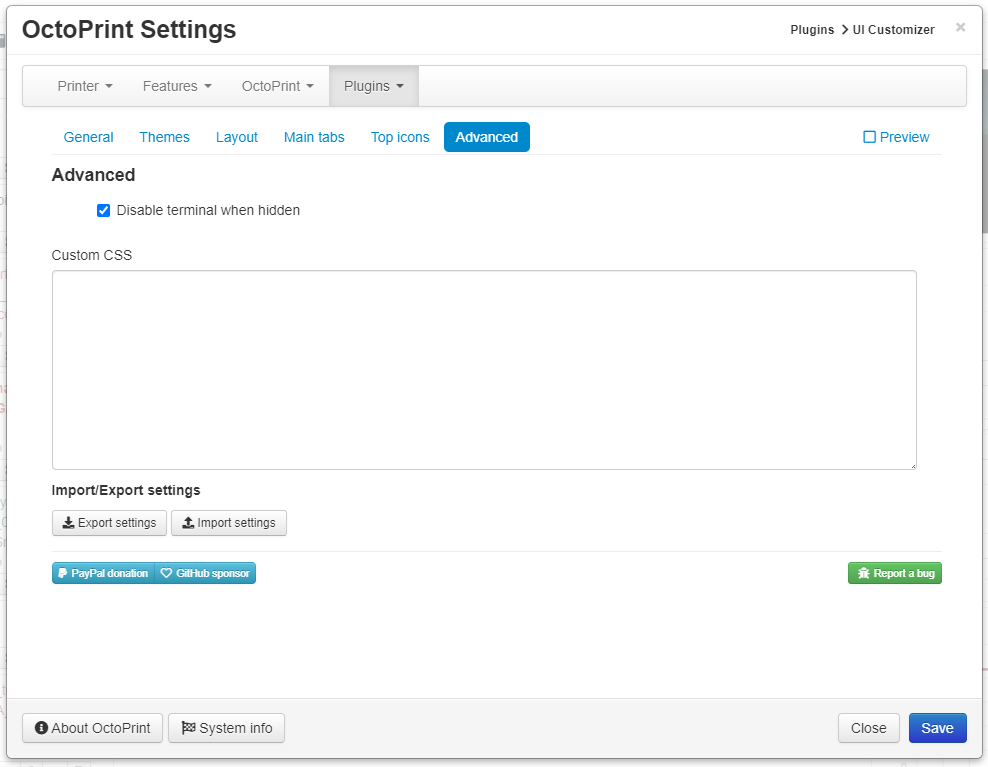 OctoPrint Settings
Plugins > UI Customizer ×
Printer Features OctoPrint Plugins
General Themes Layout Main tabs Top icons Advanced Preview
Advanced
Disable terminal when hidden
Custom CSS
Import/Export settings
Export settings Import settings
PayPal donation GitHub sponsor Report a bug
About OctoPrint System info Close Save